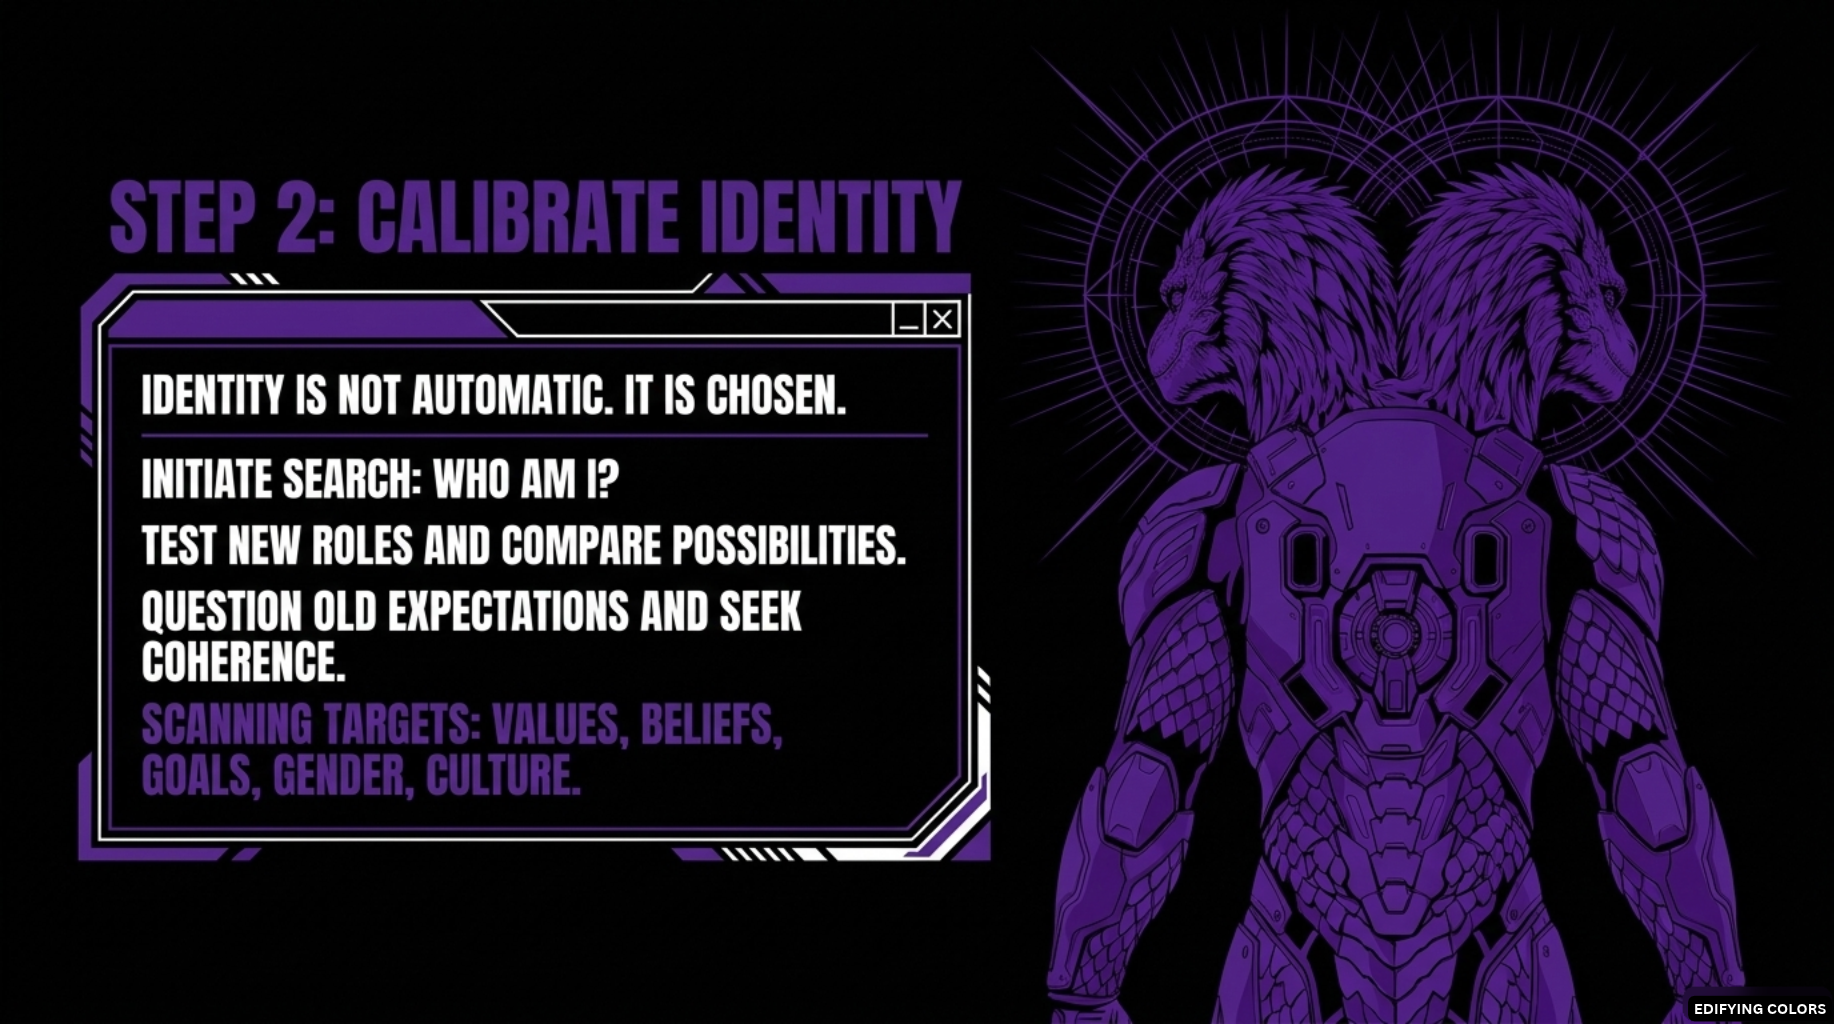 STEP 2: CALIBRATE IDENTITY
IDENTITY IS NOT AUTOMATIC. IT IS CHOSEN.
INITIATE SEARCH: WHO AM I?
TEST NEW ROLES AND COMPARE POSSIBILITIES.
QUESTION OLD EXPECTATIONS AND SEEK
COHERENCE.
SCANNING TARGETS: VALUES, BELIEFS,
GOALS, GENDER, CULTURE.
EDIFYING COLORS